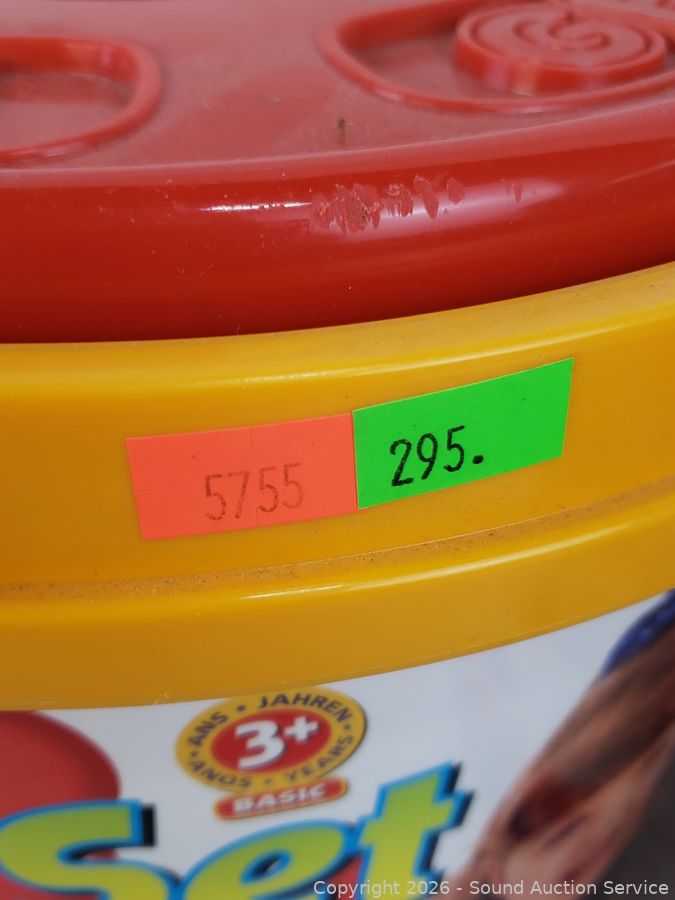 5755 295.
ANS • JAHREN
3+
AÑOS • YEARS
BASIC
Set
Copyright 2026 - Sound Auction Service